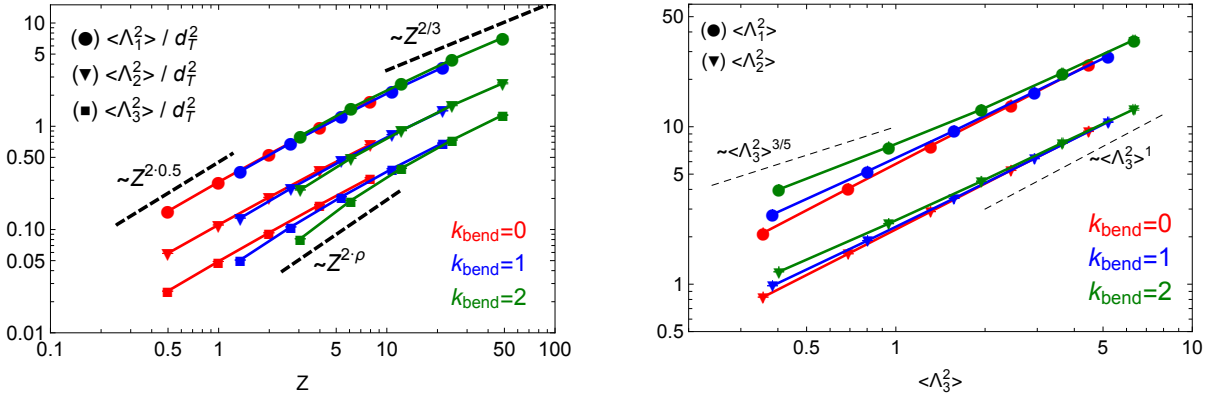 10
5
1
0.50
0.10
0.05
0.01
(●) <Λ₁²> / d_T²
(▼) <Λ₂²> / d_T²
(■) <Λ₃²> / d_T²
~Z^{2/3}
~Z^{2·0.5}
~Z^{2·ρ}
k_bend=0
k_bend=1
k_bend=2
0.1 0.5 1 5 10 50 100
Z
50
10
5
1
0.5
(●) <Λ₁²>
(▼) <Λ₂²>
~<Λ₃²>^{3/5}
~<Λ₃²>¹
k_bend=0
k_bend=1
k_bend=2
0.5 1 5 10
<Λ₃²>